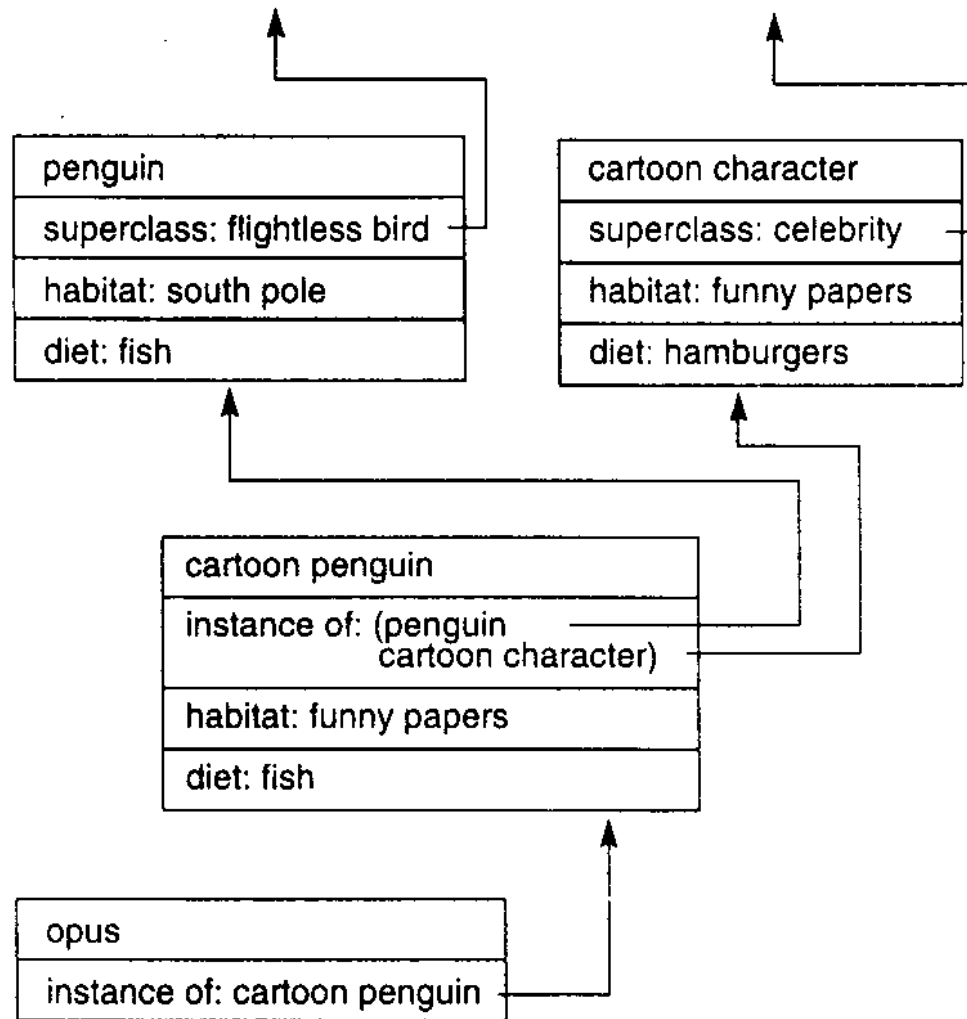 penguin
superclass: flightless bird
habitat: south pole
diet: fish
cartoon character
superclass: celebrity
habitat: funny papers
diet: hamburgers
cartoon penguin
instance of: (penguin
cartoon character)
habitat: funny papers
diet: fish
opus
instance of: cartoon penguin